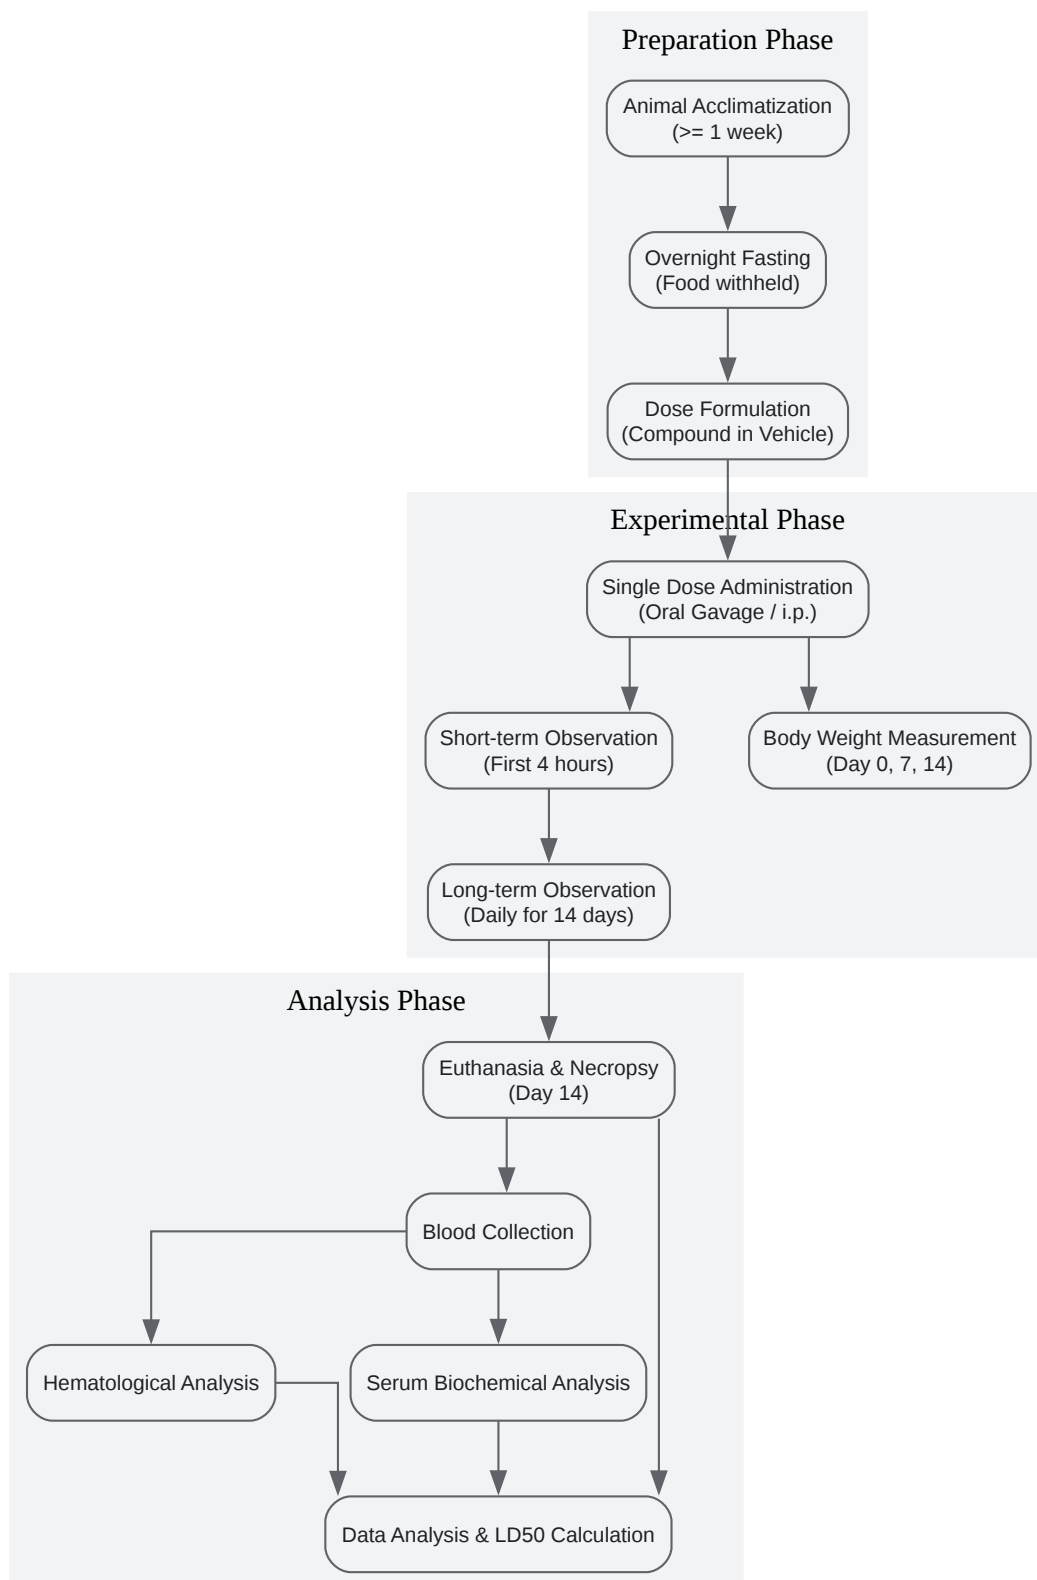 Preparation Phase
Animal Acclimatization
(>= 1 week)
Overnight Fasting
(Food withheld)
Dose Formulation
(Compound in Vehicle)
Experimental Phase
Single Dose Administration
(Oral Gavage / i.p.)
Short-term Observation
(First 4 hours)
Body Weight Measurement
(Day 0, 7, 14)
Long-term Observation
(Daily for 14 days)
Analysis Phase
Euthanasia & Necropsy
(Day 14)
Blood Collection
Hematological Analysis
Serum Biochemical Analysis
Data Analysis & LD50 Calculation